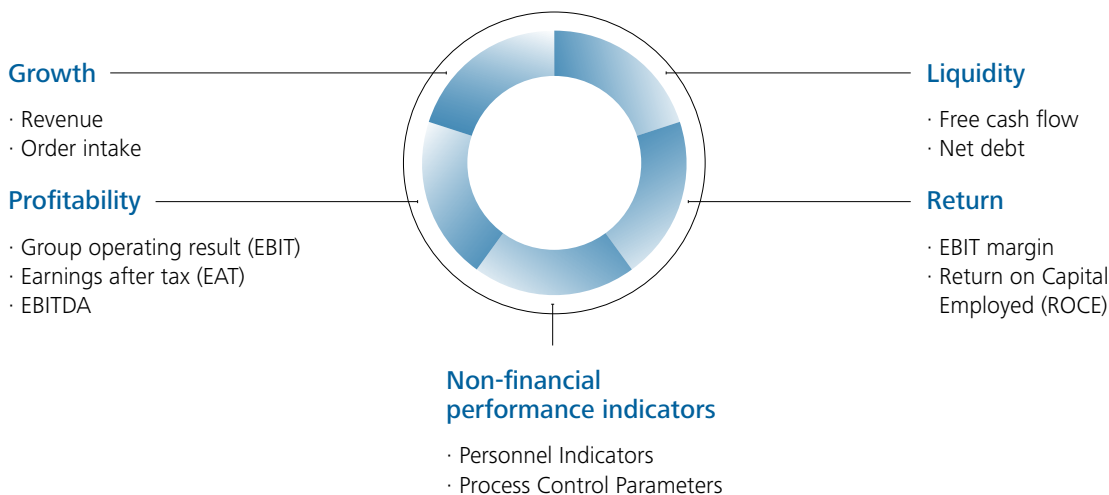 Growth
· Revenue
· Order intake
Profitability
· Group operating result (EBIT)
· Earnings after tax (EAT)
· EBITDA
Liquidity
· Free cash flow
· Net debt
Return
· EBIT margin
· Return on Capital
Employed (ROCE)
Non-financial
performance indicators
· Personnel Indicators
· Process Control Parameters